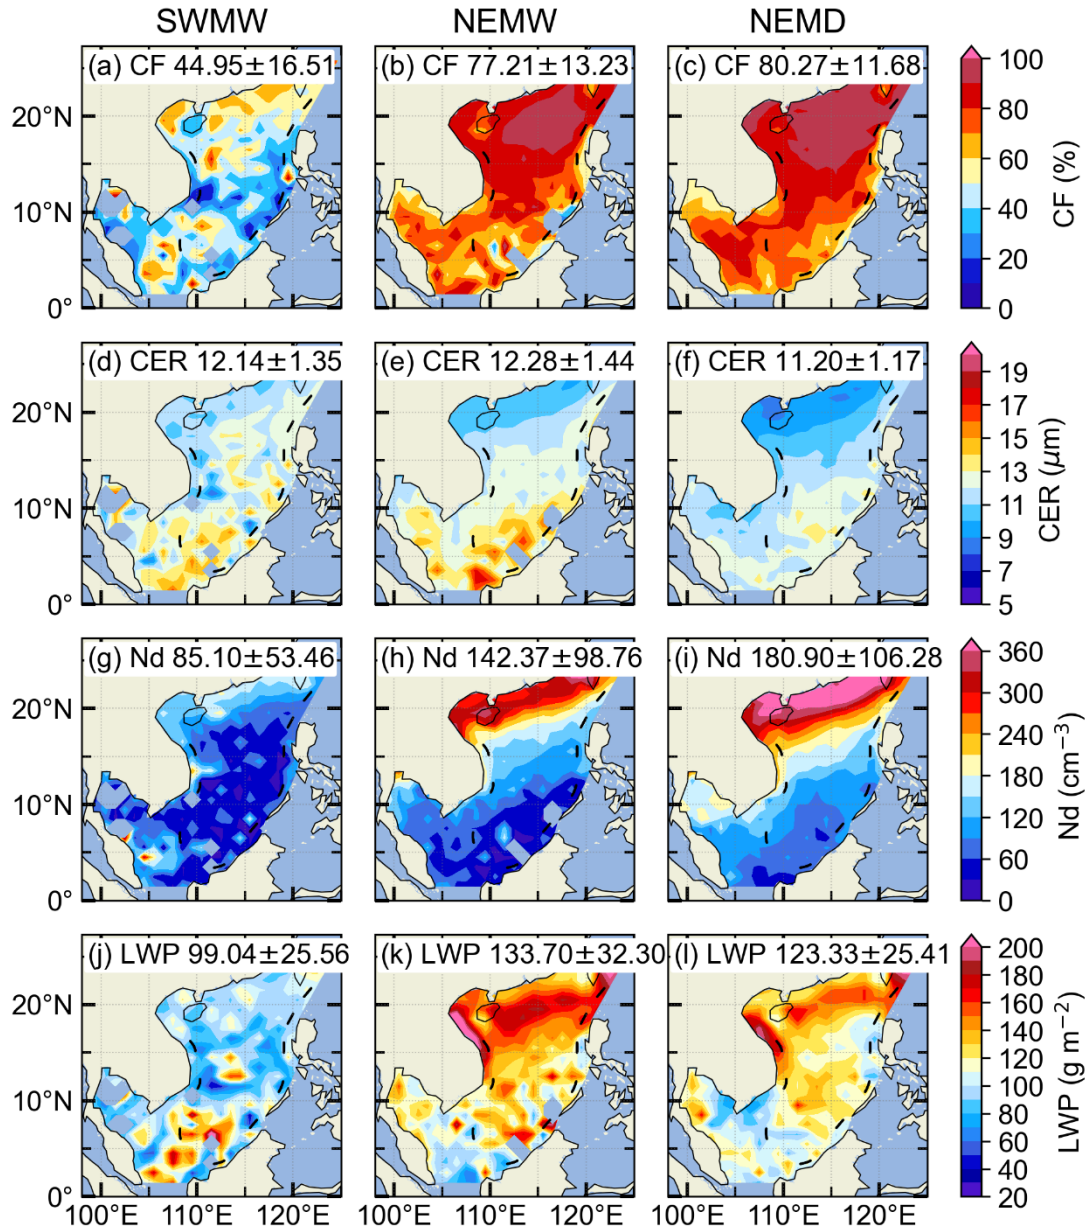 SWMW NEMW NEMD
(a) CF 44.95±16.51 (b) CF 77.21±13.23 (c) CF 80.27±11.68
20°N
10°N
0°
100
80
60
40
20
0
CF (%)
(d) CER 12.14±1.35 (e) CER 12.28±1.44 (f) CER 11.20±1.17
20°N
10°N
0°
19
17
15
13
11
9
7
5
CER (μm)
(g) Nd 85.10±53.46 (h) Nd 142.37±98.76 (i) Nd 180.90±106.28
20°N
10°N
0°
360
300
240
180
120
60
0
Nd (cm⁻³)
(j) LWP 99.04±25.56 (k) LWP 133.70±32.30 (l) LWP 123.33±25.41
20°N
10°N
0°
200
180
160
140
120
100
80
60
40
20
LWP (g m⁻²)
100°E 110°E 120°E 100°E 110°E 120°E 100°E 110°E 120°E